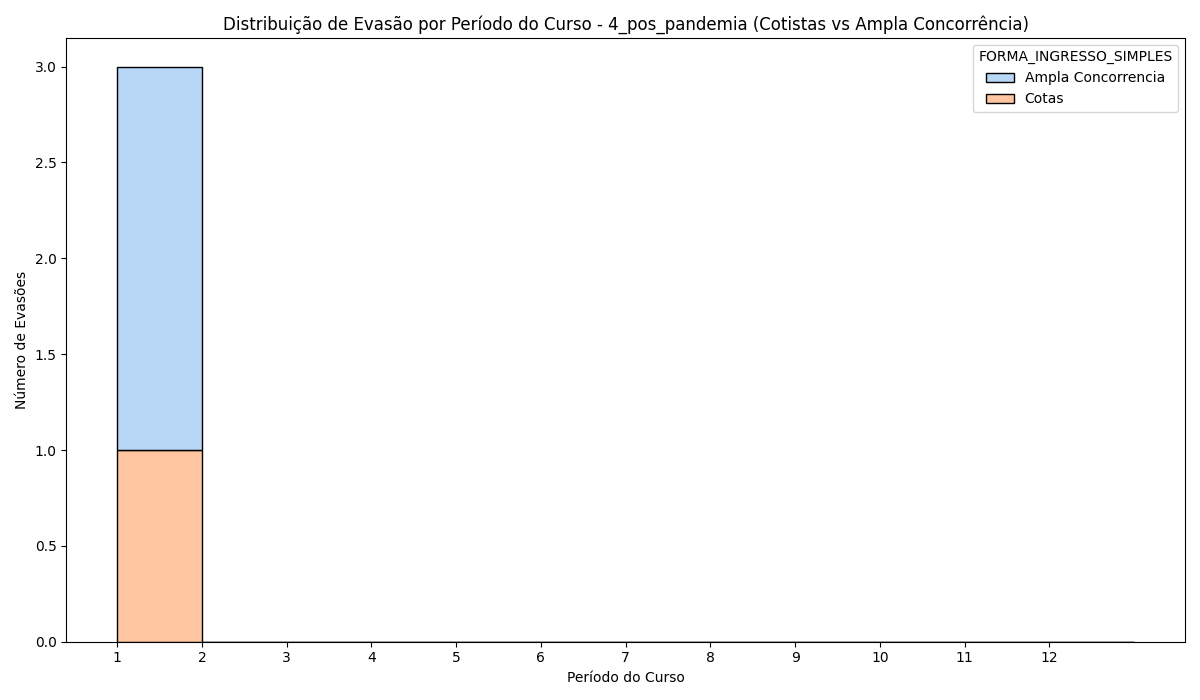 Distribuição de Evasão por Período do Curso - 4_pos_pandemia (Cotistas vs Ampla Concorrência)
FORMA_INGRESSO_SIMPLES
Ampla Concorrencia
Cotas
Número de Evasões
3.0
2.5
2.0
1.5
1.0
0.5
0.0
1 2 3 4 5 6 7 8 9 10 11 12
Período do Curso